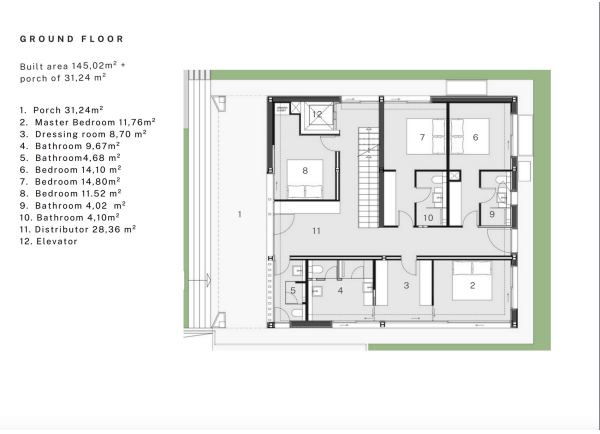 GROUND FLOOR
Built area 145,02m² +
porch of 31,24 m²
1. Porch 31,24m²
2. Master Bedroom 11,76m²
3. Dressing room 8,70 m²
4. Bathroom 9,67m²
5. Bathroom4,68 m²
6. Bedroom 14,10 m²
7. Bedroom 14,80m²
8. Bedroom 11.52 m²
9. Bathroom 4,02 m²
10. Bathroom 4,10m²
11. Distributor 28,36 m²
12. Elevator
12
7
6
8
10
9
1
11
5
4
3
2